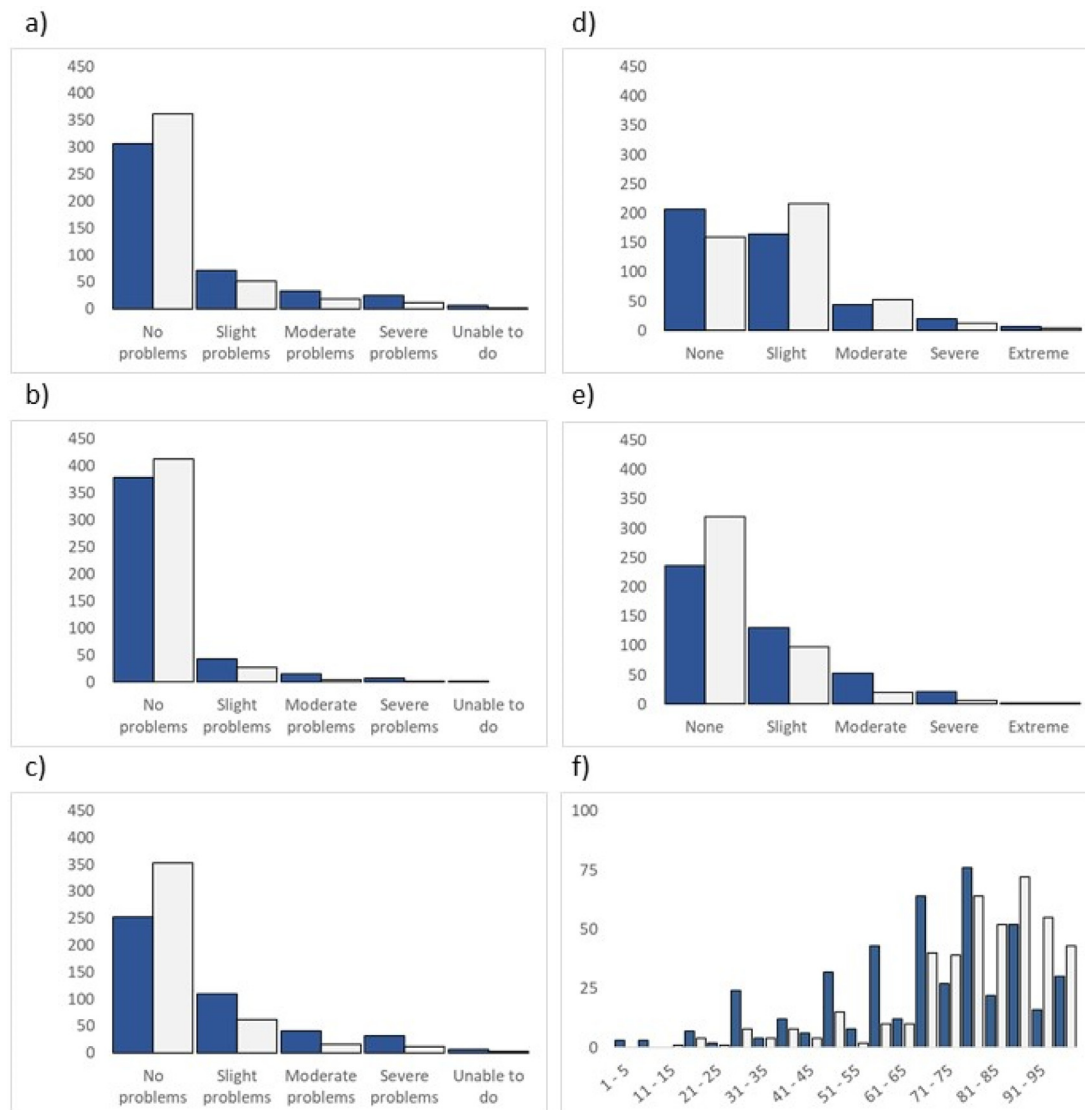 a)
450
400
350
300
250
200
150
100
50
0
No problems
Slight problems
Moderate problems
Severe problems
Unable to do
b)
450
400
350
300
250
200
150
100
50
0
No problems
Slight problems
Moderate problems
Severe problems
Unable to do
c)
450
400
350
300
250
200
150
100
50
0
No problems
Slight problems
Moderate problems
Severe problems
Unable to do
d)
450
400
350
300
250
200
150
100
50
0
None
Slight
Moderate
Severe
Extreme
e)
450
400
350
300
250
200
150
100
50
0
None
Slight
Moderate
Severe
Extreme
f)
100
75
50
25
0
1 - 5
11 - 15
21 - 25
31 - 35
41 - 45
51 - 55
61 - 65
71 - 75
81 - 85
91 - 95